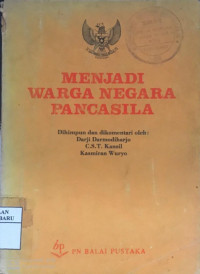 MENJADI
WARGA NEGARA
PANCASILA
Dihimpun dan dikomentari oleh:
Darji Darmodiharjo
C.S.T. Kansil
Kasmiran Wuryo
PN BALAI PUSTAKA